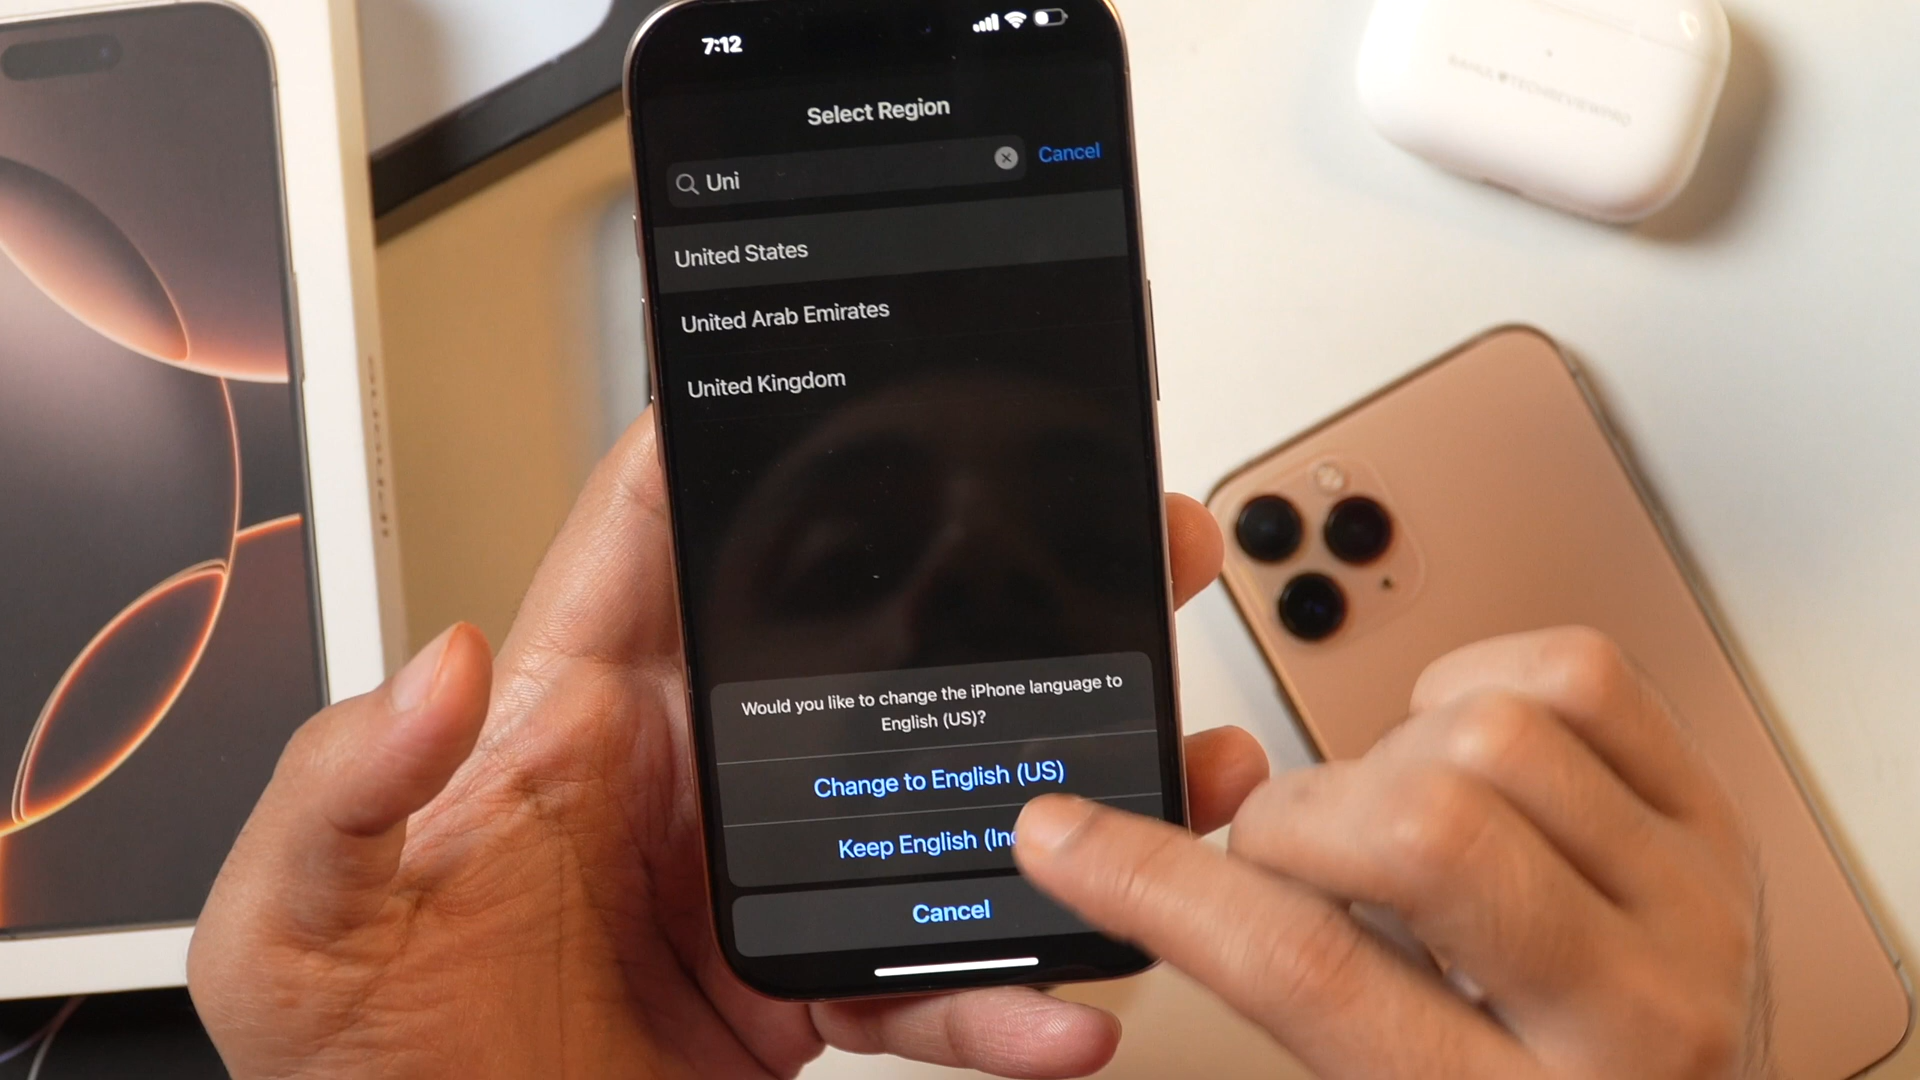 7:12
Select Region
Uni
Cancel
United States
United Arab Emirates
United Kingdom
Would you like to change the iPhone language to
English (US)?
Change to English (US)
Keep English (In
Cancel